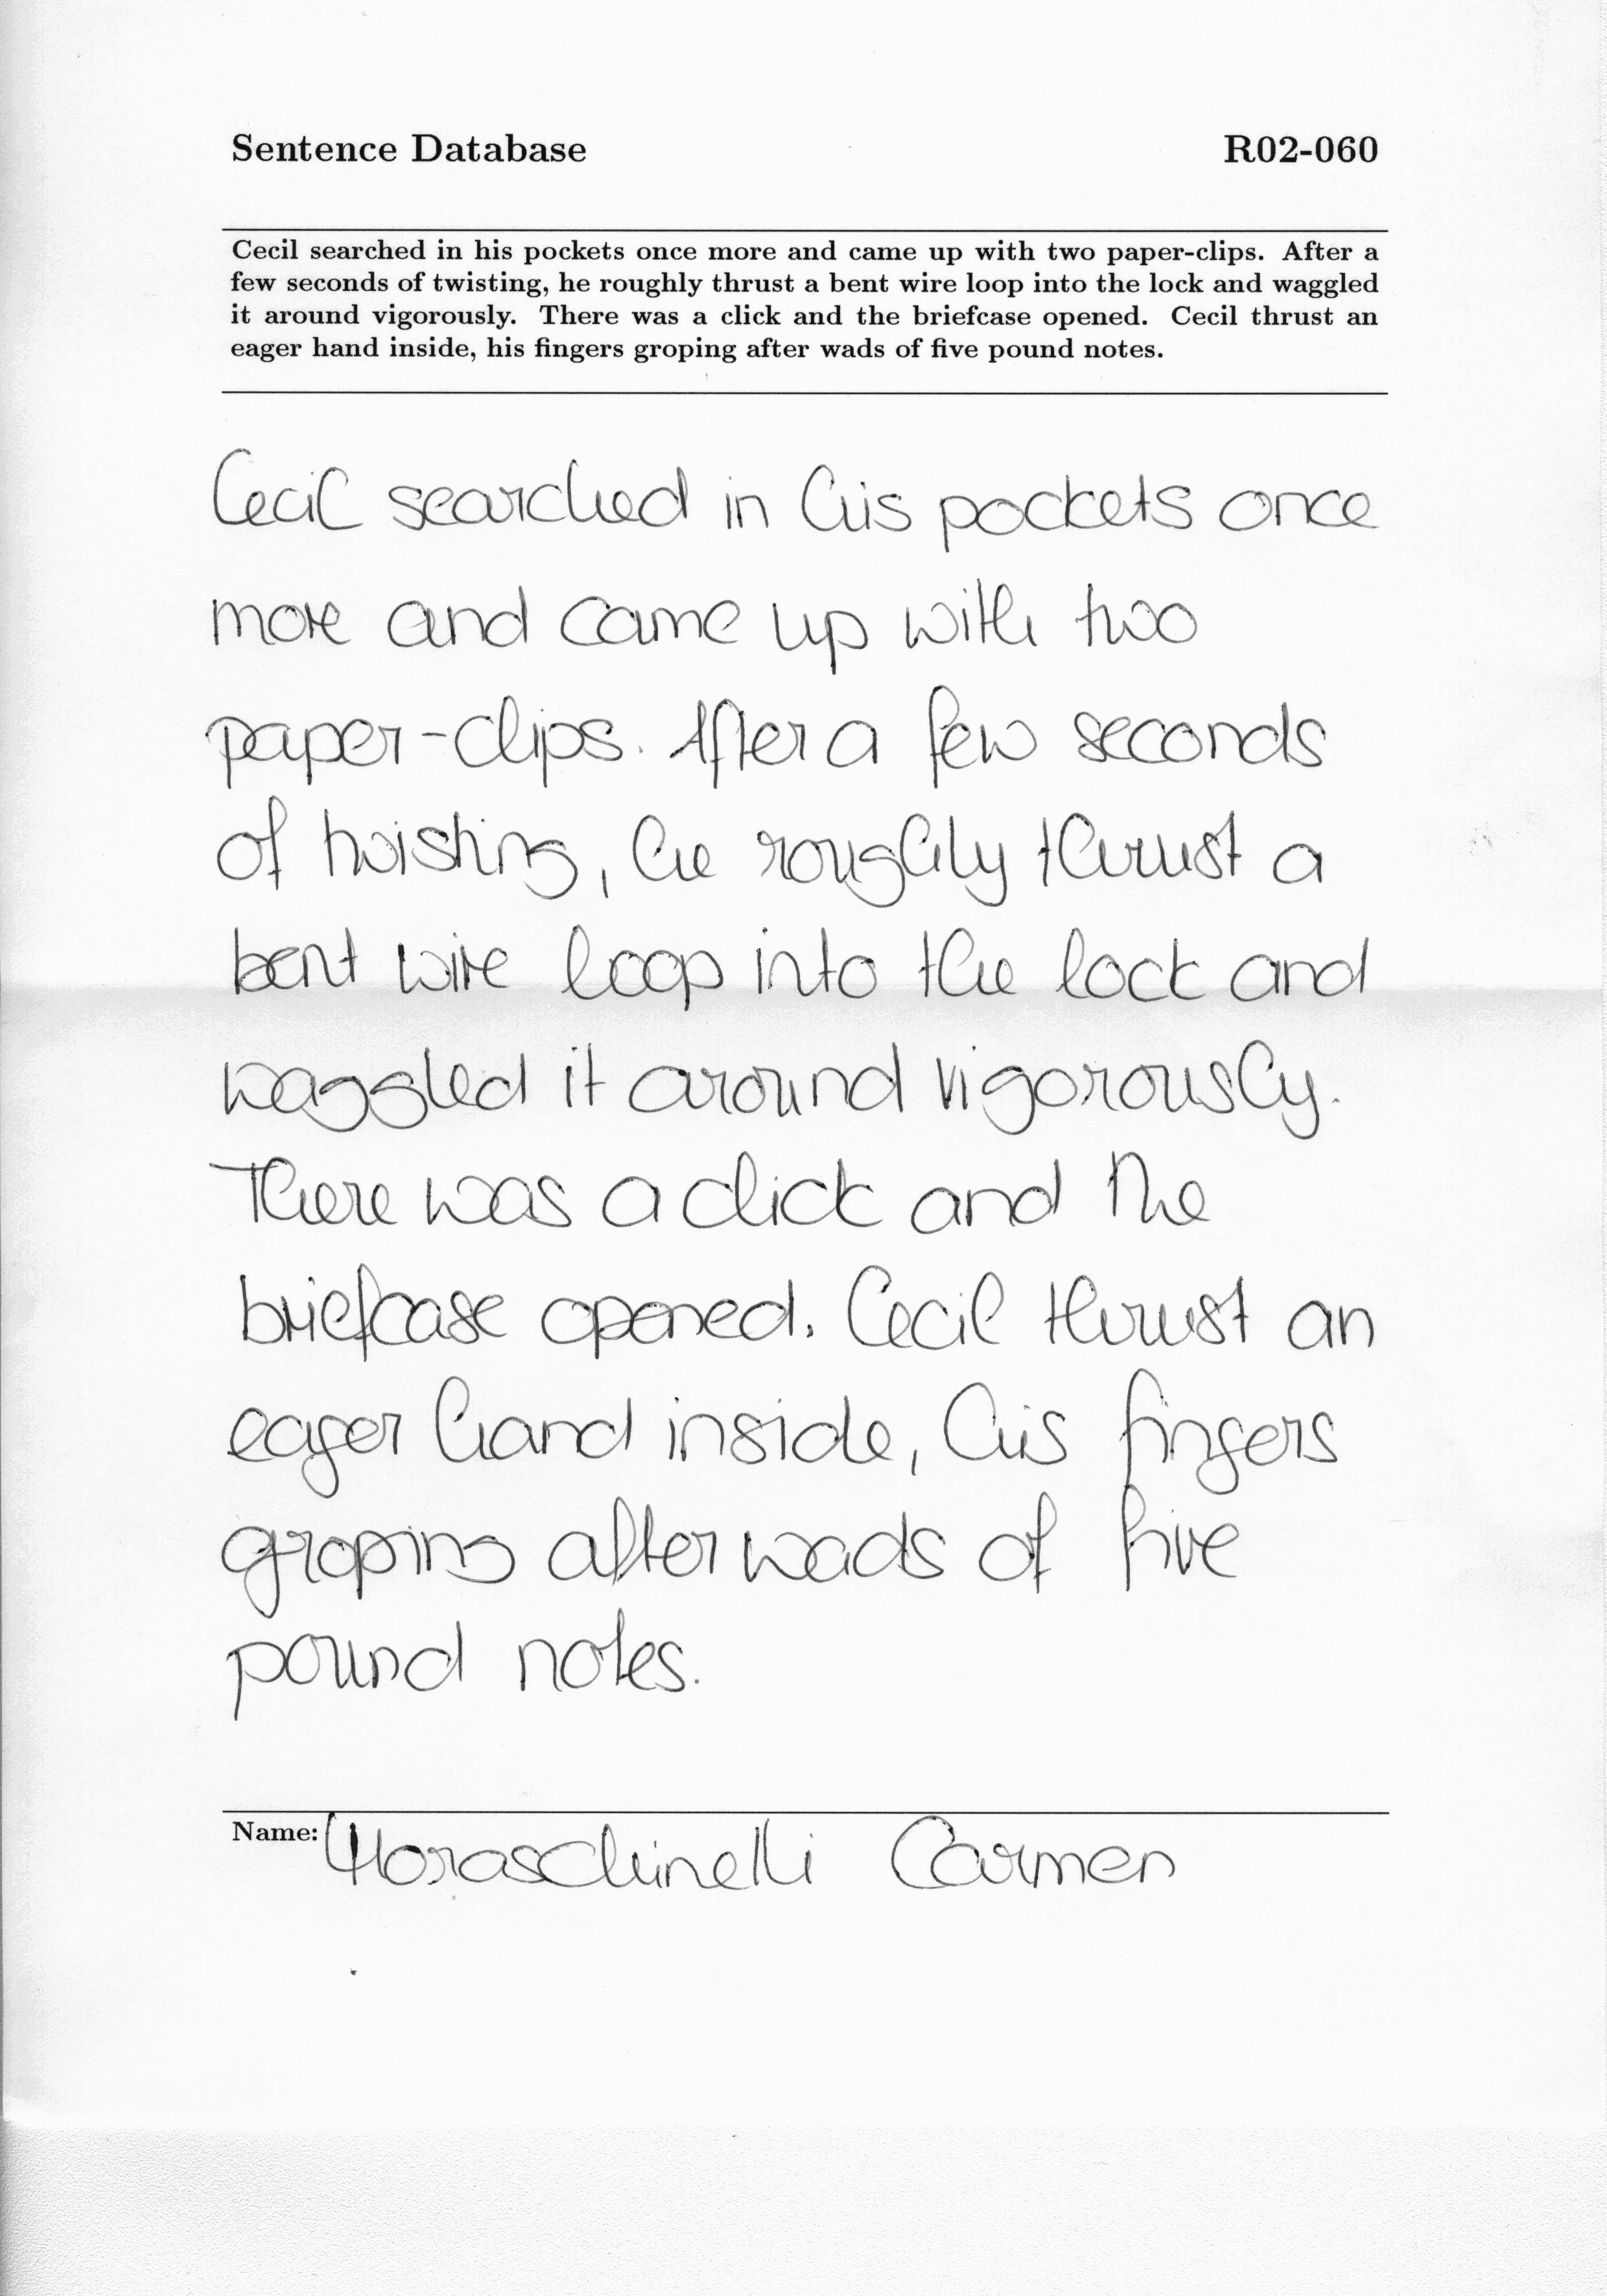 Sentence Database R02-060
Cecil searched in his pockets once more and came up with two paper-clips. After a
few seconds of twisting, he roughly thrust a bent wire loop into the lock and waggled
it around vigorously. There was a click and the briefcase opened. Cecil thrust an
eager hand inside, his fingers groping after wads of five pound notes.
Cecil searched in his pockets once
more and came up with two
paper-clips. After a few seconds
of twisting, he roughly thrust a
bent wire loop into the lock and
waggled it around vigorously.
There was a click and the
briefcase opened. Cecil thrust an
eager hand inside, his fingers
groping after wads of five
pound notes.
Name: Moraschinelli Carmen